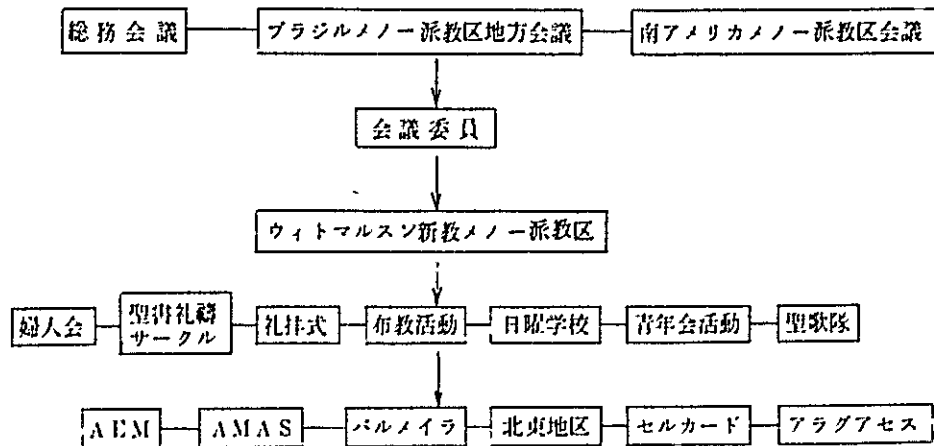 総務会議
ブラジルメノー派教区地方会議
南アメリカメノー派教区会議
会議委員
ウィトマルスン新教メノー派教区
婦人会
聖書礼禱
サークル
礼拝式
布教活動
日曜学校
青年会活動
聖歌隊
AEM
AMAS
パルメイラ
北東地区
セルカード
アラグアセス